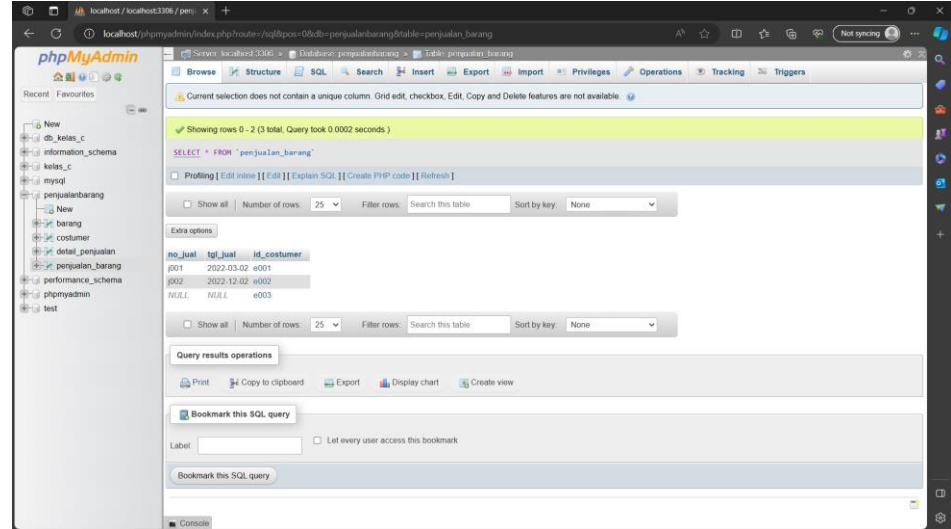 localhost / localhost:3306 / penj
localhost/phpmyadmin/index.php?route=/sql&pos=0&db=penjualanbarang&table=penjualan_barang
Not syncing
phpMyAdmin
Recent Favourites
New
db_kelas_c
information_schema
kelas_c
mysql
penjualanbarang
New
barang
costumer
detail_penjualan
penjualan_barang
performance_schema
phpmyadmin
test
Server: localhost:3306 » Database: penjualanbarang » Table: penjualan_barang
Browse Structure SQL Search Insert Export Import Privileges Operations Tracking Triggers
Current selection does not contain a unique column. Grid edit, checkbox, Edit, Copy and Delete features are not available.
Showing rows 0 - 2 (3 total, Query took 0.0002 seconds.)
SELECT * FROM `penjualan_barang`
Profiling [ Edit inline ] [ Edit ] [ Explain SQL ] [ Create PHP code ] [ Refresh ]
Show all | Number of rows: 25 Filter rows: Search this table Sort by key: None
Extra options
no_jual tgl_jual id_costumer
j001 2022-03-02 e001
j002 2022-12-02 e002
NULL NULL e003
Show all | Number of rows: 25 Filter rows: Search this table Sort by key: None
Query results operations
Print Copy to clipboard Export Display chart Create view
Bookmark this SQL query
Label: Let every user access this bookmark
Bookmark this SQL query
Console